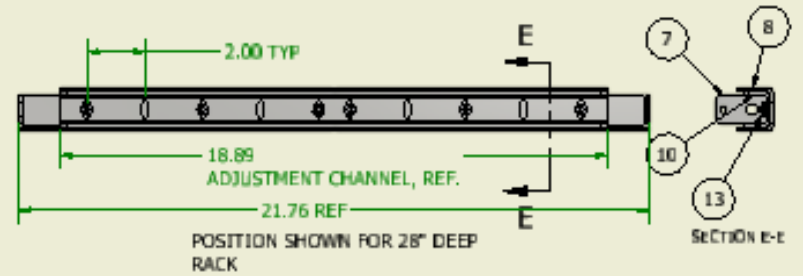 2.00 TYP
E
7
8
18.89
ADJUSTMENT CHANNEL, REF.
10
21.76 REF
E
13
POSITION SHOWN FOR 28" DEEP
RACK
SECTION E-E